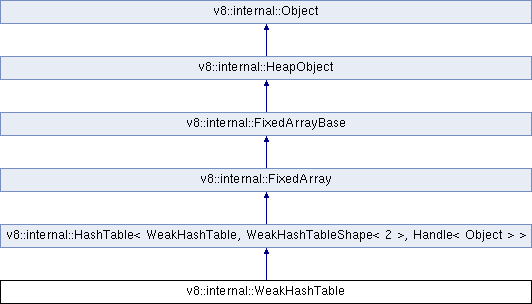 v8::internal::Object
v8::internal::HeapObject
v8::internal::FixedArrayBase
v8::internal::FixedArray
v8::internal::HashTable< WeakHashTable, WeakHashTableShape< 2 >, Handle< Object > >
v8::internal::WeakHashTable